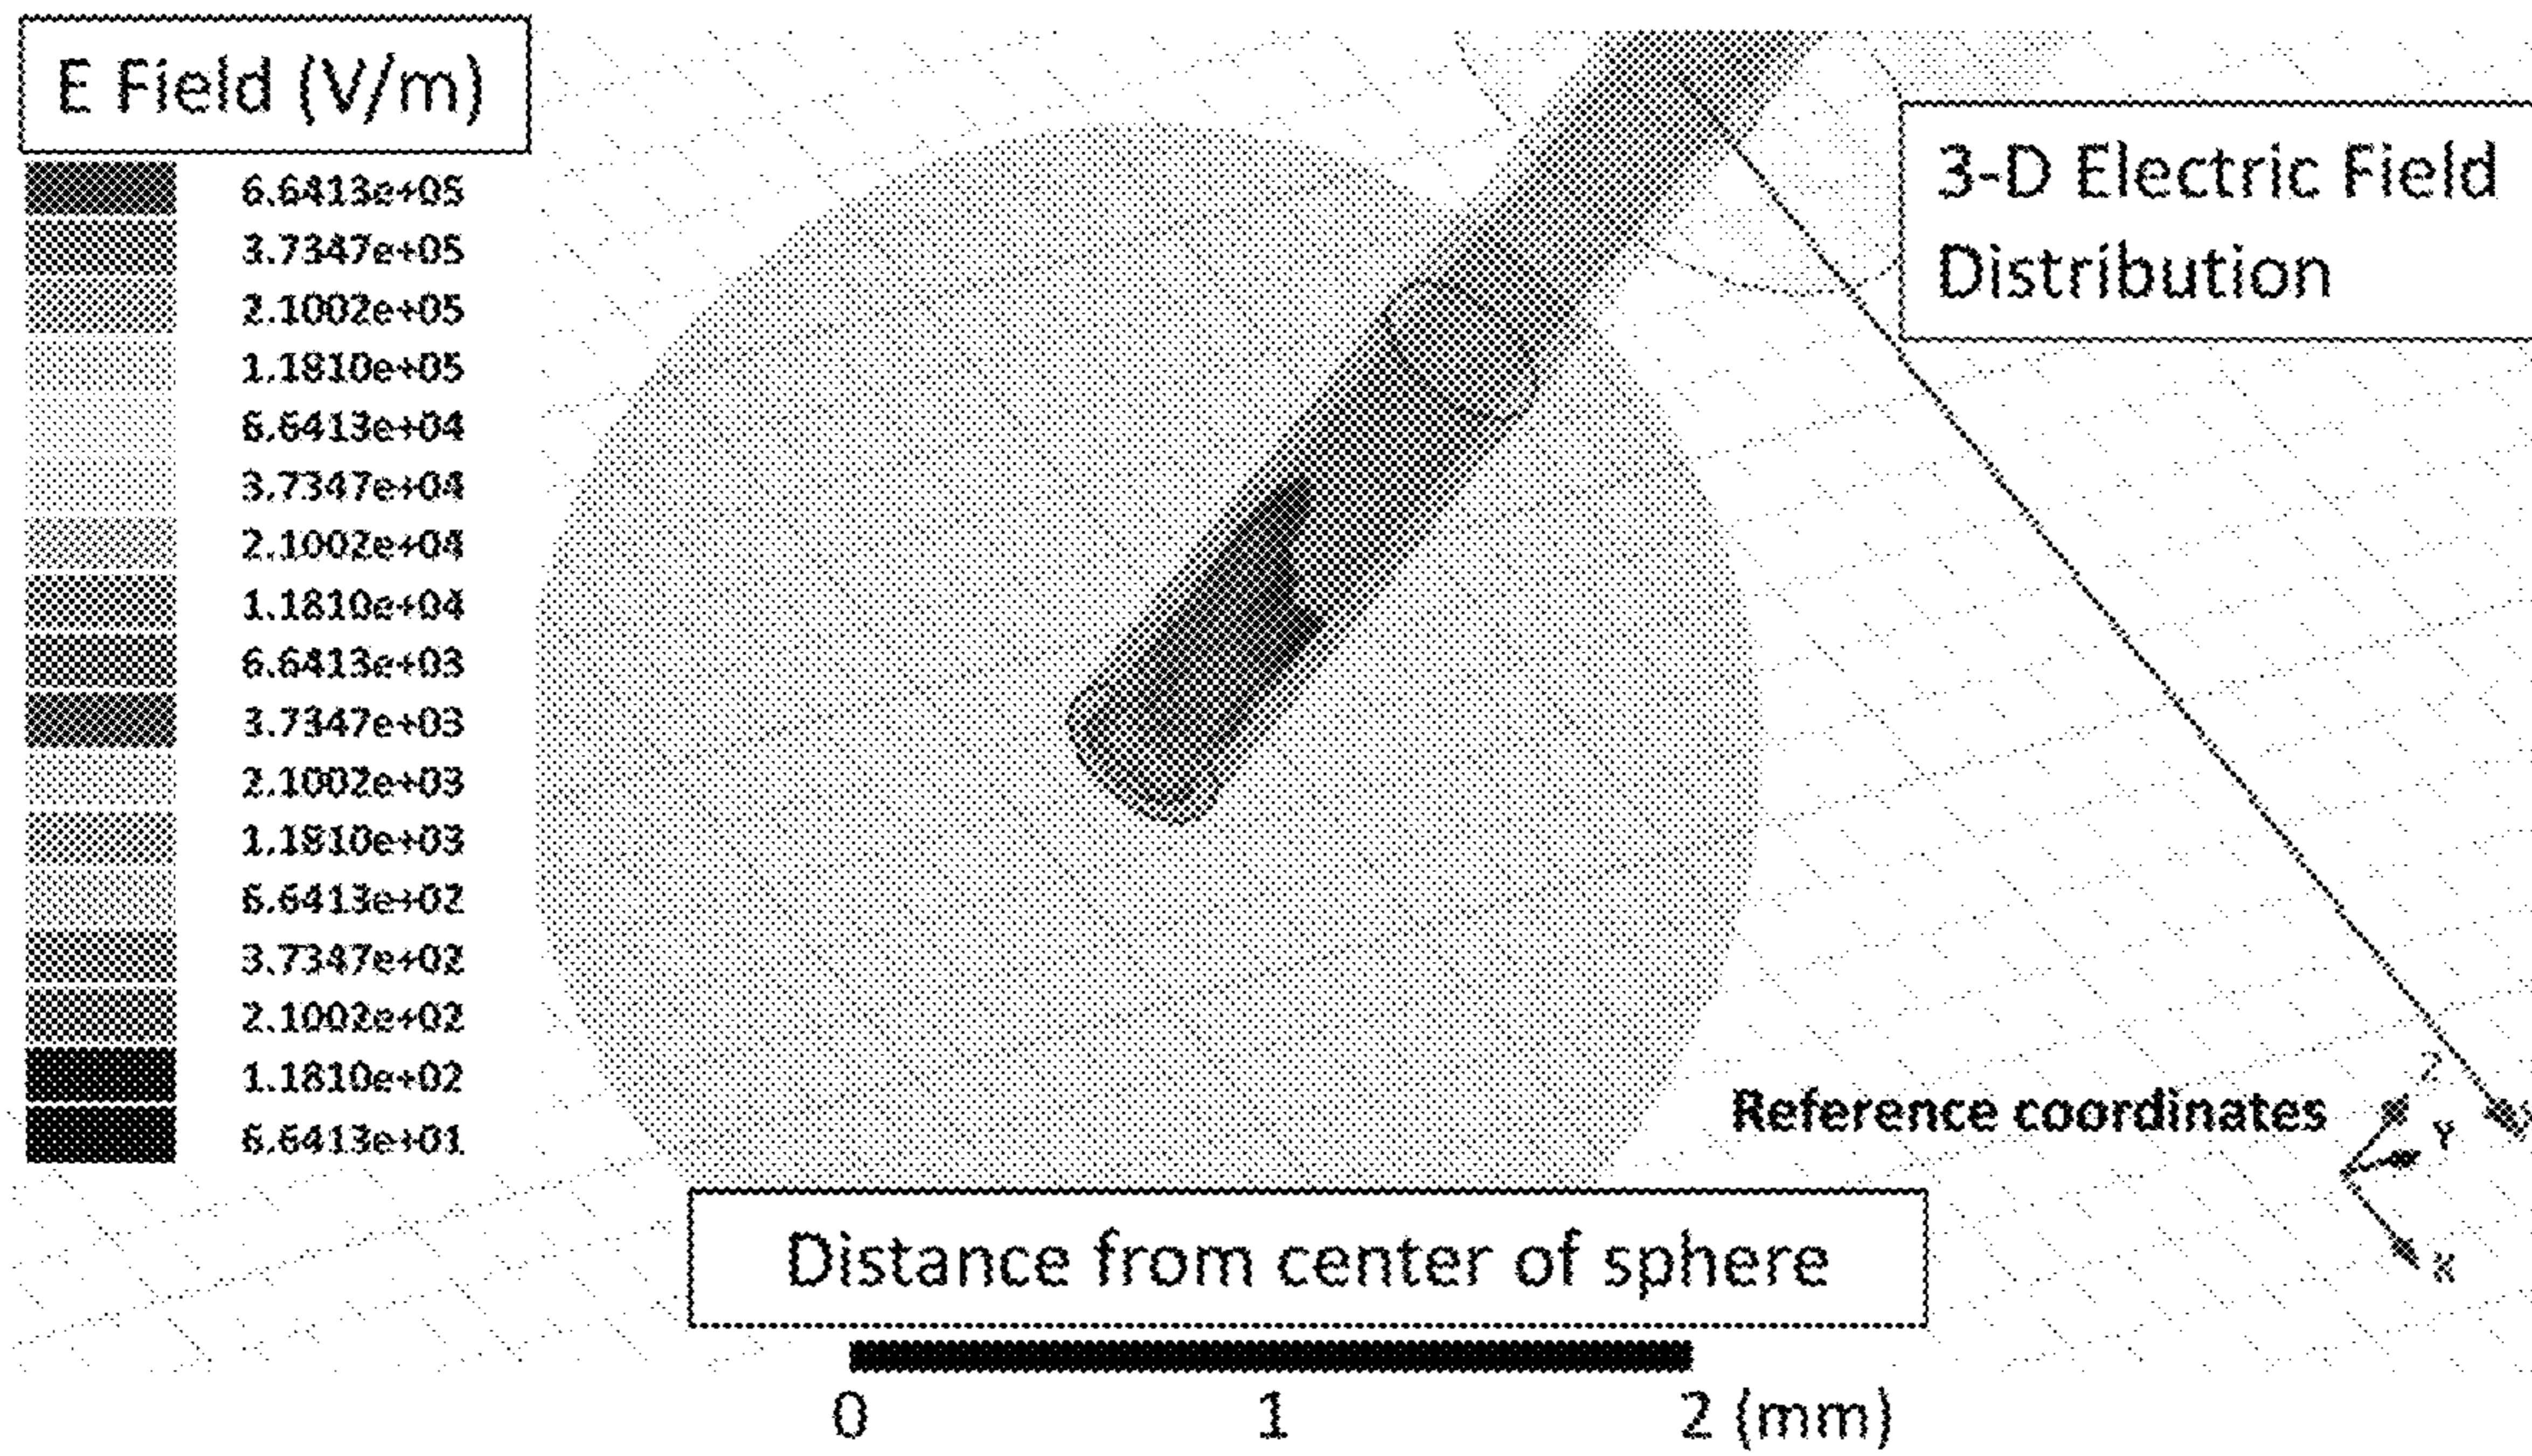 E Field (V/m)
6.6413e+05
3.7347e+05
2.1002e+05
1.1810e+05
6.6413e+04
3.7347e+04
2.1002e+04
1.1810e+04
6.6413e+03
3.7347e+03
2.1002e+03
1.1810e+03
6.6413e+02
3.7347e+02
2.1002e+02
1.1810e+02
6.6413e+01
3-D Electric Field
Distribution
Reference coordinates
Z
Y
X
Distance from center of sphere
0 1 2 (mm)